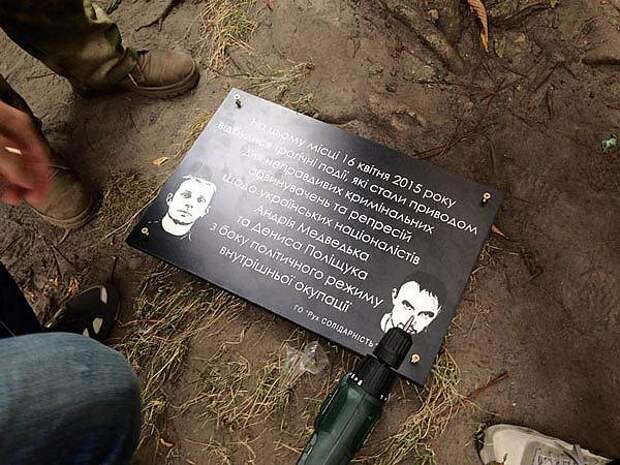 На цьому місці 16 квітня 2015 року
відбулися трагічні події, які стали приводом
для неправдивих кримінальних
обвинувачень та репресій
щодо українських націоналістів
Андрія Медведька
та Дениса Поліщука
з боку політичного режиму
внутрішньої окупації
ГО "Рух Солідарність"